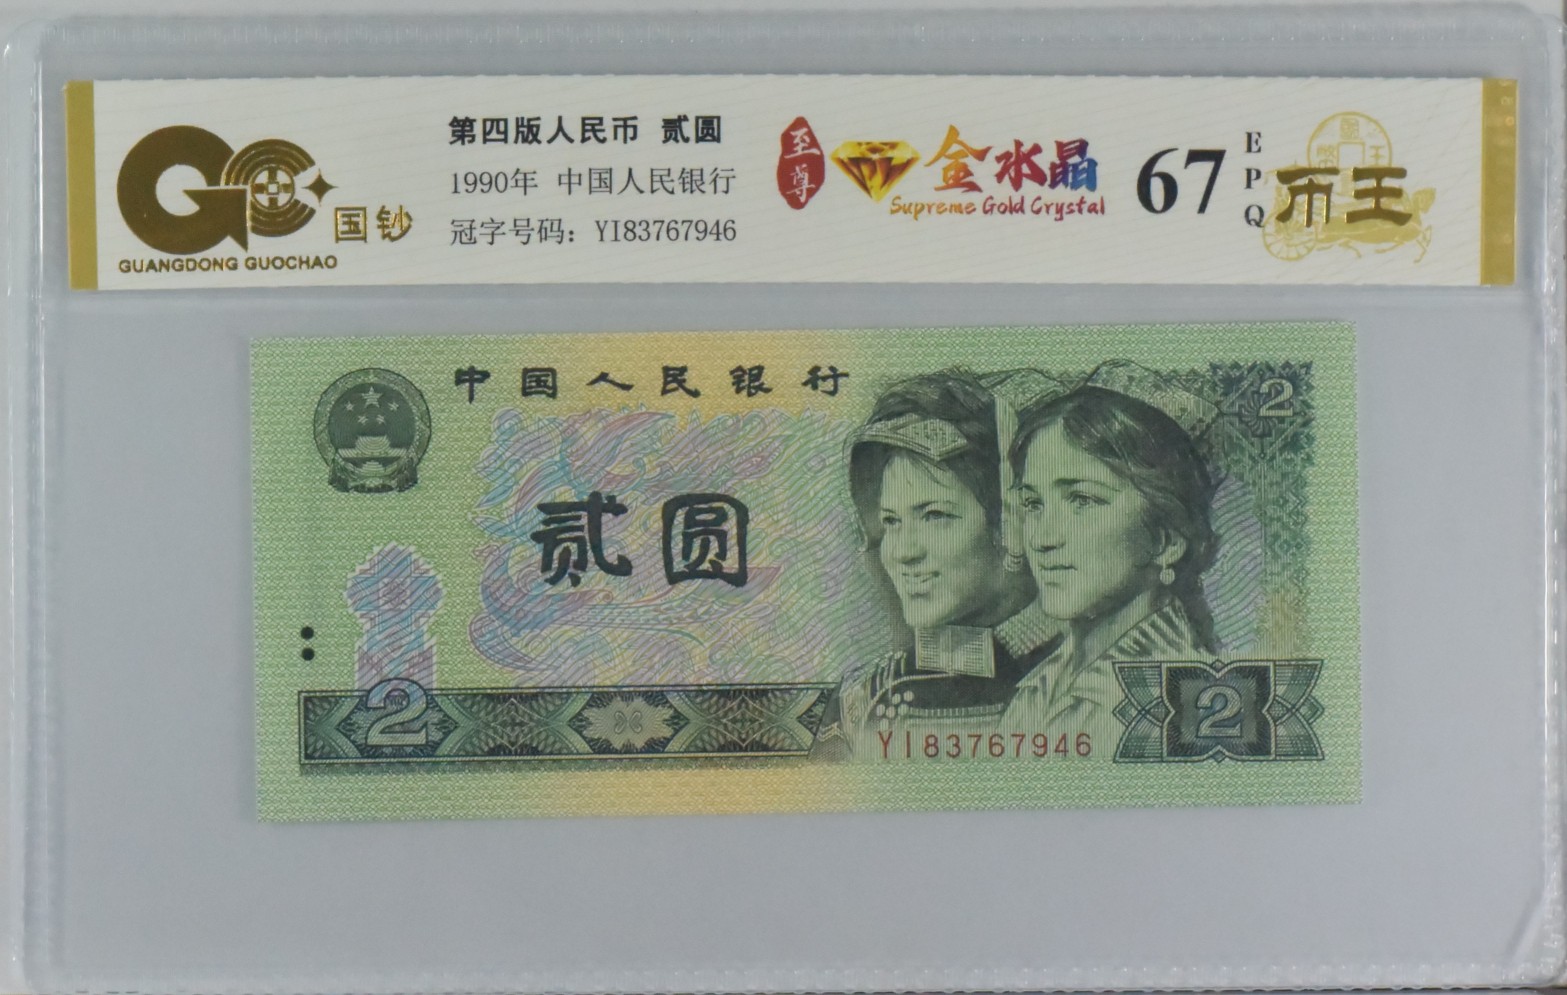 GUANGDONG GUOCHAO
国钞
第四版人民币 贰圆
1990年 中国人民银行
冠字号码：YI83767946
至尊
金水晶
Supreme Gold Crystal
67
EPQ
币王
中国人民银行
2
贰圆
2
YI83767946
2